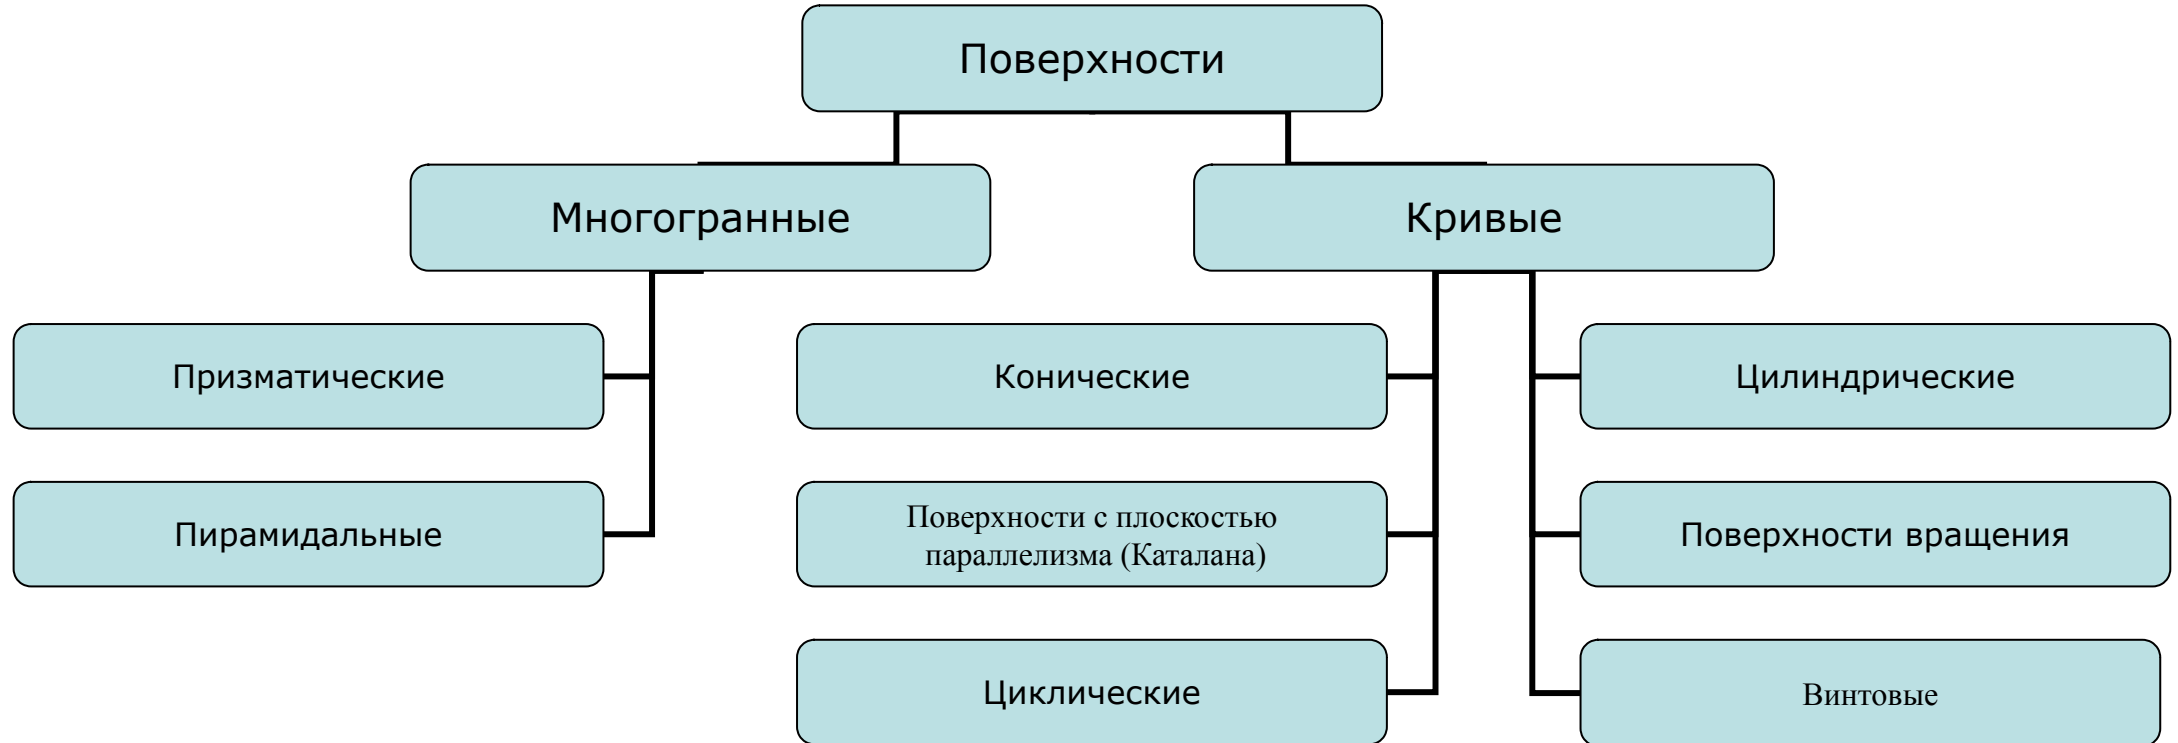 Поверхности
Многогранные
Кривые
Призматические
Конические
Цилиндрические
Пирамидальные
Поверхности с плоскостью
параллелизма (Каталана)
Поверхности вращения
Циклические
Винтовые